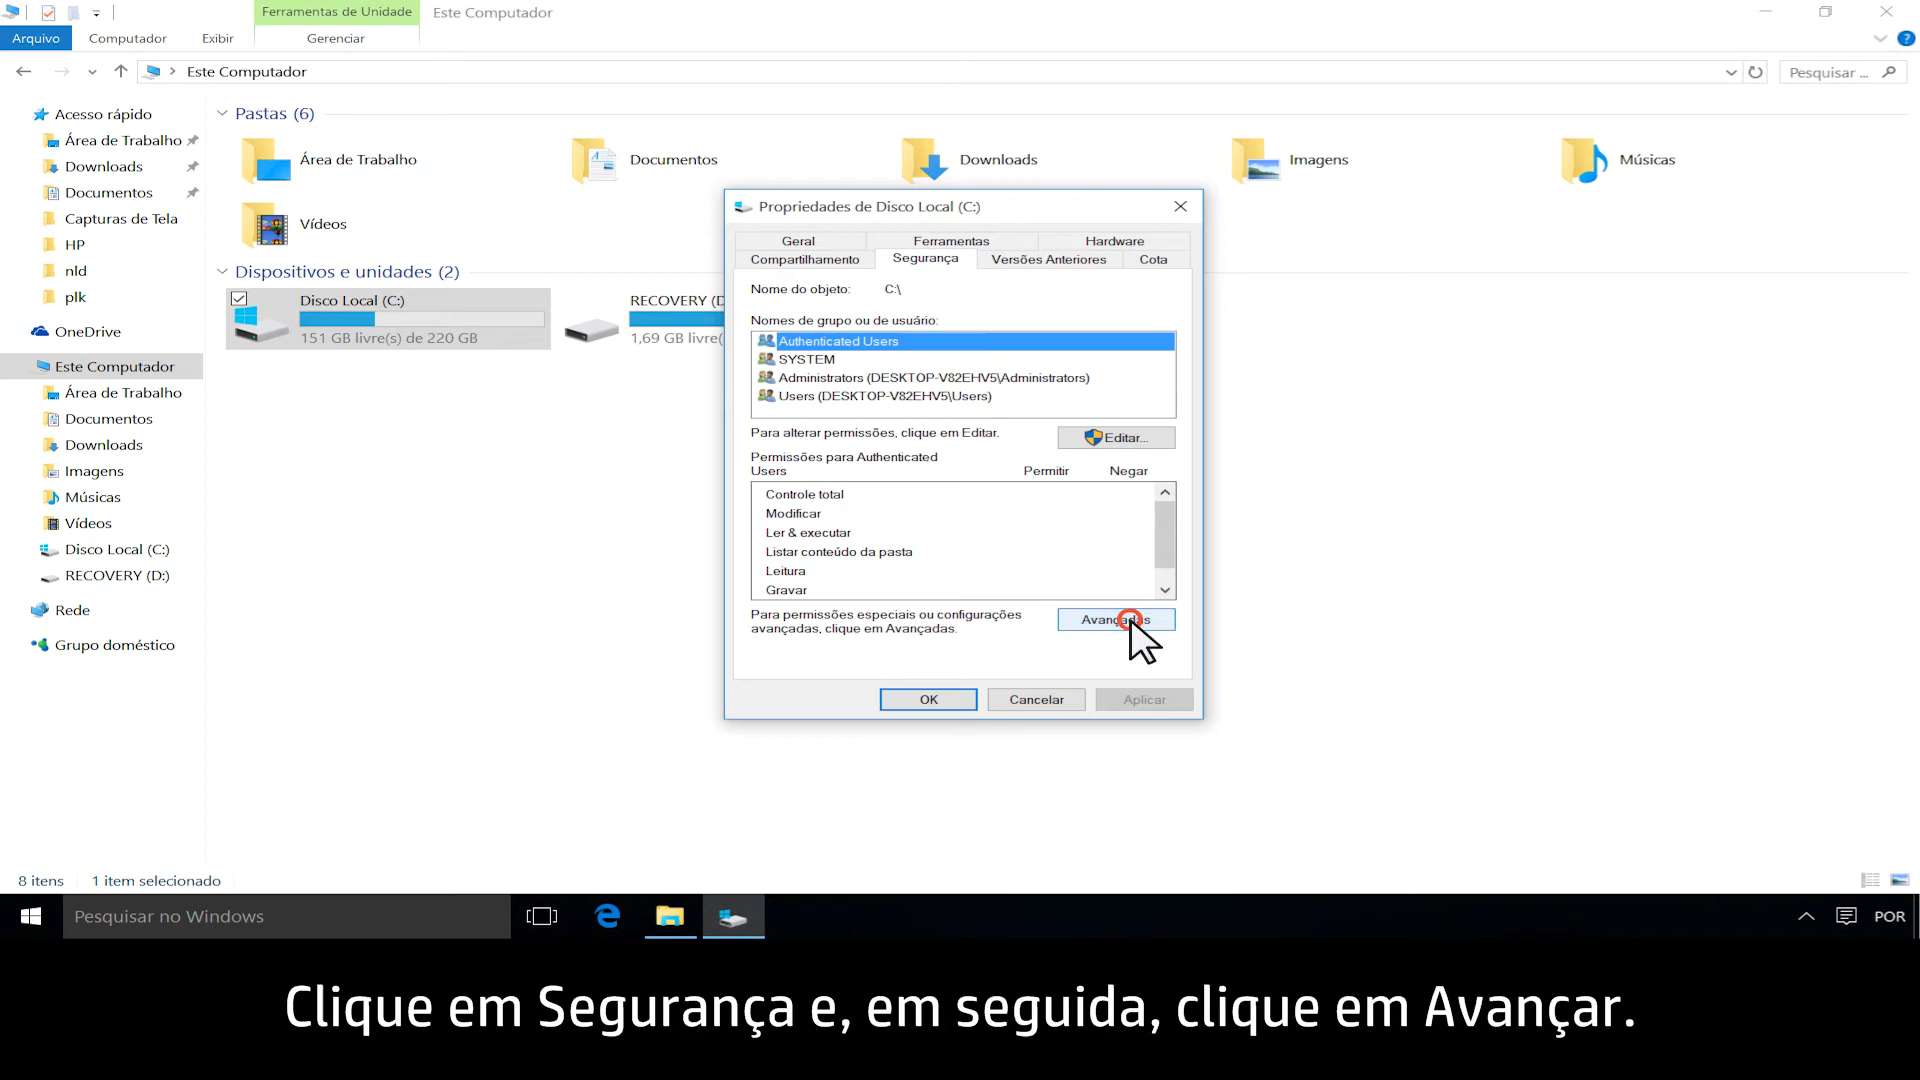 Ferramentas de Unidade
Este Computador
Arquivo
Computador
Exibir
Gerenciar
Este Computador
Pesquisar ...
Acesso rápido
Área de Trabalho
Downloads
Documentos
Capturas de Tela
HP
nld
plk
OneDrive
Este Computador
Área de Trabalho
Documentos
Downloads
Imagens
Músicas
Vídeos
Disco Local (C:)
RECOVERY (D:)
Rede
Grupo doméstico
Pastas (6)
Área de Trabalho
Documentos
Downloads
Imagens
Músicas
Vídeos
Dispositivos e unidades (2)
Disco Local (C:)
151 GB livre(s) de 220 GB
RECOVERY (D
1,69 GB livre(
Propriedades de Disco Local (C:)
Geral
Ferramentas
Hardware
Compartilhamento
Segurança
Versões Anteriores
Cota
Nome do objeto: C:\
Nomes de grupo ou de usuário:
Authenticated Users
SYSTEM
Administrators (DESKTOP-V82EHV5\Administrators)
Users (DESKTOP-V82EHV5\Users)
Para alterar permissões, clique em Editar.
Editar...
Permissões para Authenticated
Users
Permitir
Negar
Controle total
Modificar
Ler & executar
Listar conteúdo da pasta
Leitura
Gravar
Para permissões especiais ou configurações
avançadas, clique em Avançadas.
Avançadas
OK
Cancelar
Aplicar
8 itens
1 item selecionado
Pesquisar no Windows
POR
Clique em Segurança e, em seguida, clique em Avançar.